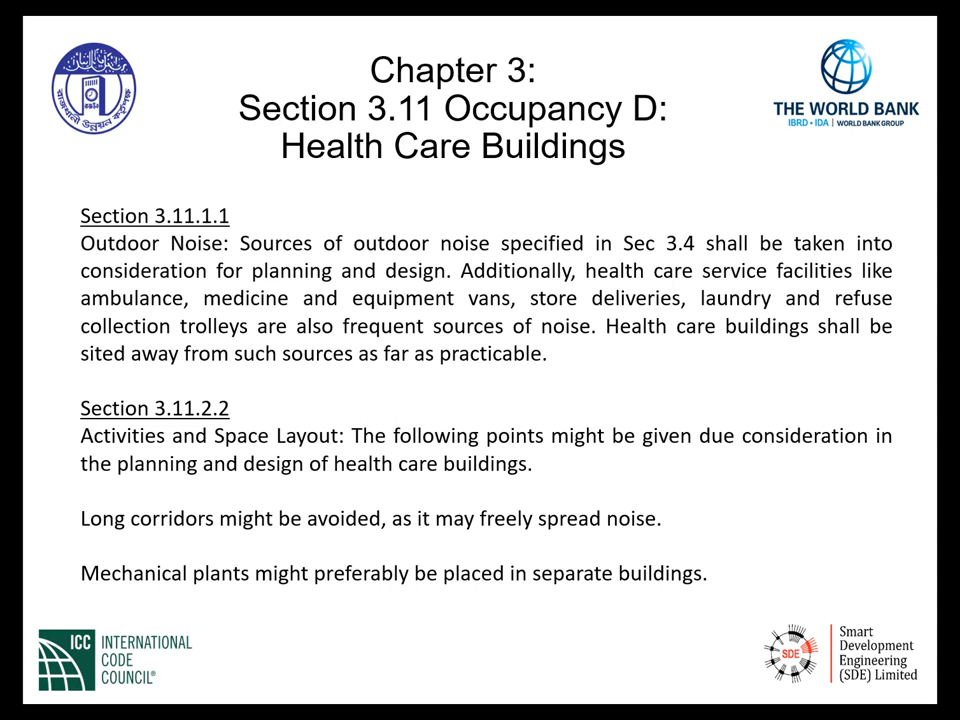 Chapter 3:
Section 3.11 Occupancy D:
Health Care Buildings
THE WORLD BANK
IBRD • IDA | WORLD BANK GROUP
Section 3.11.1.1
Outdoor Noise: Sources of outdoor noise specified in Sec 3.4 shall be taken into
consideration for planning and design. Additionally, health care service facilities like
ambulance, medicine and equipment vans, store deliveries, laundry and refuse
collection trolleys are also frequent sources of noise. Health care buildings shall be
sited away from such sources as far as practicable.
Section 3.11.2.2
Activities and Space Layout: The following points might be given due consideration in
the planning and design of health care buildings.
Long corridors might be avoided, as it may freely spread noise.
Mechanical plants might preferably be placed in separate buildings.
ICC
INTERNATIONAL
CODE
COUNCIL®
SDE
Smart
Development
Engineering
(SDE) Limited